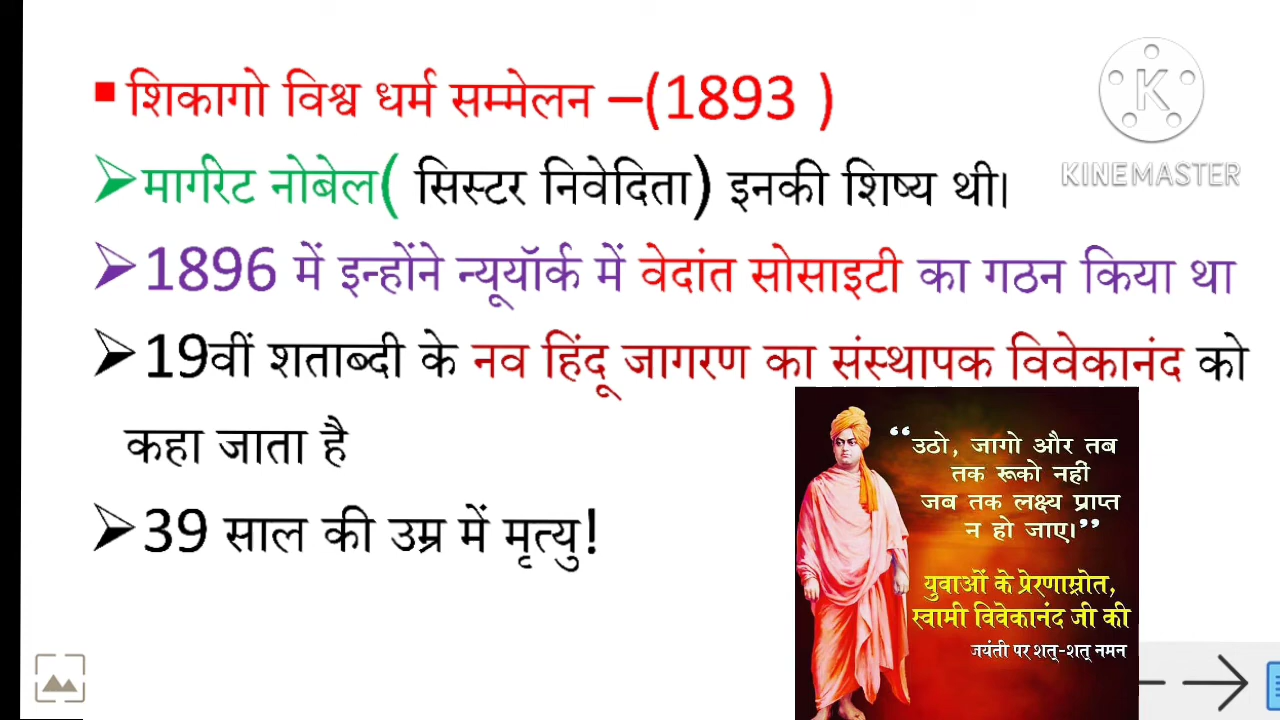 ▪शिकागो विश्व धर्म सम्मेलन –(1893 )
➢मार्गरेट नोबेल( सिस्टर निवेदिता) इनकी शिष्य थी।
➢1896 में इन्होंने न्यूयॉर्क में वेदांत सोसाइटी का गठन किया था
➢19वीं शताब्दी के नव हिंदू जागरण का संस्थापक विवेकानंद को
कहा जाता है
➢39 साल की उम्र में मृत्यु!
K
KINEMASTER
“उठो, जागो और तब
तक रूको नहीं
जब तक लक्ष्य प्राप्त
न हो जाए।”
युवाओं के प्रेरणास्रोत,
स्वामी विवेकानंद जी की
जयंती पर शत्-शत् नमन